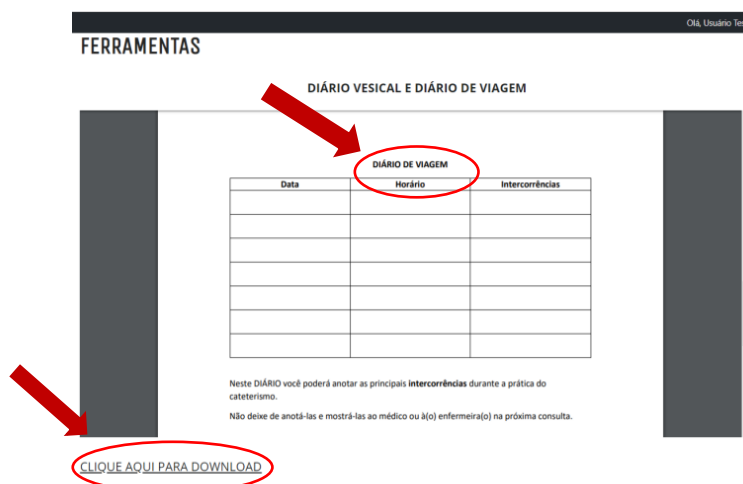 Olá, Usuário Tes
FERRAMENTAS
DIÁRIO VESICAL E DIÁRIO DE VIAGEM
DIÁRIO DE VIAGEM
Data Horário Intercorrências
Neste DIÁRIO você poderá anotar as principais intercorrências durante a prática do
cateterismo.
Não deixe de anotá-las e mostrá-las ao médico ou à(o) enfermeira(o) na próxima consulta.
CLIQUE AQUI PARA DOWNLOAD